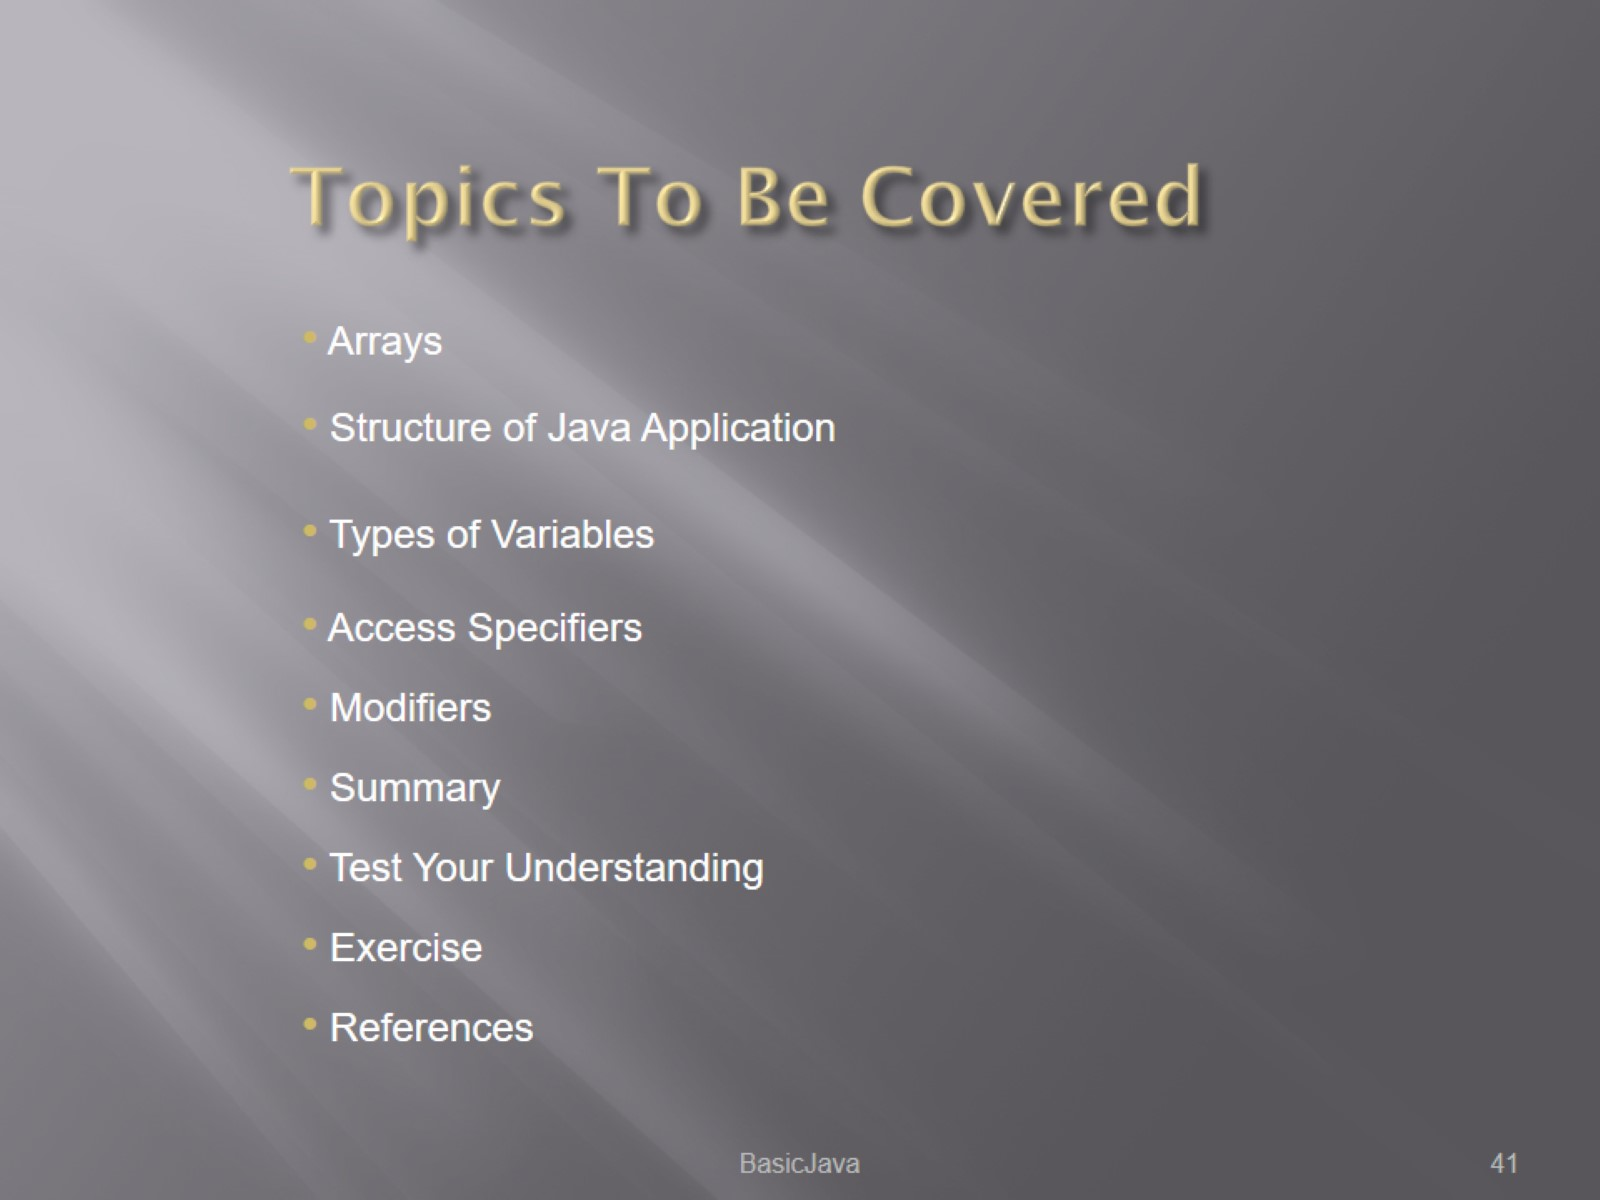 Topics To Be Covered
• Arrays
• Structure of Java Application
• Types of Variables
• Access Specifiers
• Modifiers
• Summary
• Test Your Understanding
• Exercise
• References
BasicJava
41